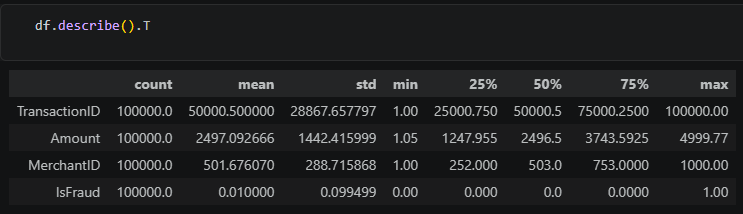 df.describe().T
count mean std min 25% 50% 75% max
TransactionID 100000.0 50000.500000 28867.657797 1.00 25000.750 50000.5 75000.2500 100000.00
Amount 100000.0 2497.092666 1442.415999 1.05 1247.955 2496.5 3743.5925 4999.77
MerchantID 100000.0 501.676070 288.715868 1.00 252.000 503.0 753.0000 1000.00
IsFraud 100000.0 0.010000 0.099499 0.00 0.000 0.0 0.0000 1.00